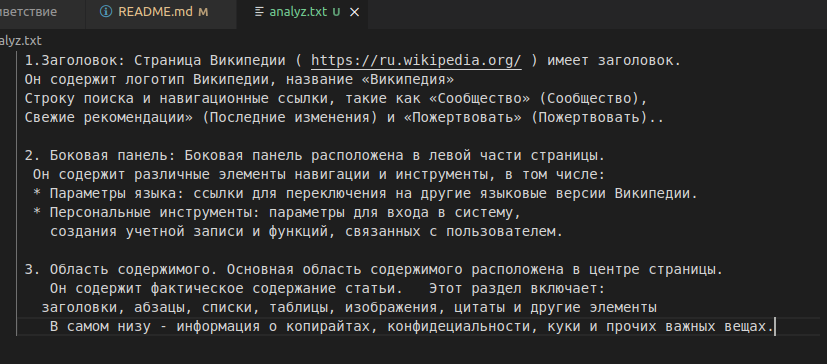 иветствие
README.md M
analyz.txt U
alyz.txt
1.Заголовок: Страница Википедии ( https://ru.wikipedia.org/ ) имеет заголовок.
Он содержит логотип Википедии, название «Википедия»
Строку поиска и навигационные ссылки, такие как «Сообщество» (Сообщество),
Свежие рекомендации» (Последние изменения) и «Пожертвовать» (Пожертвовать)..
2. Боковая панель: Боковая панель расположена в левой части страницы.
Он содержит различные элементы навигации и инструменты, в том числе:
* Параметры языка: ссылки для переключения на другие языковые версии Википедии.
* Персональные инструменты: параметры для входа в систему,
создания учетной записи и функций, связанных с пользователем.
3. Область содержимого. Основная область содержимого расположена в центре страницы.
Он содержит фактическое содержание статьи. Этот раздел включает:
заголовки, абзацы, списки, таблицы, изображения, цитаты и другие элементы
В самом низу - информация о копирайтах, конфидециальности, куки и прочих важных вещах.